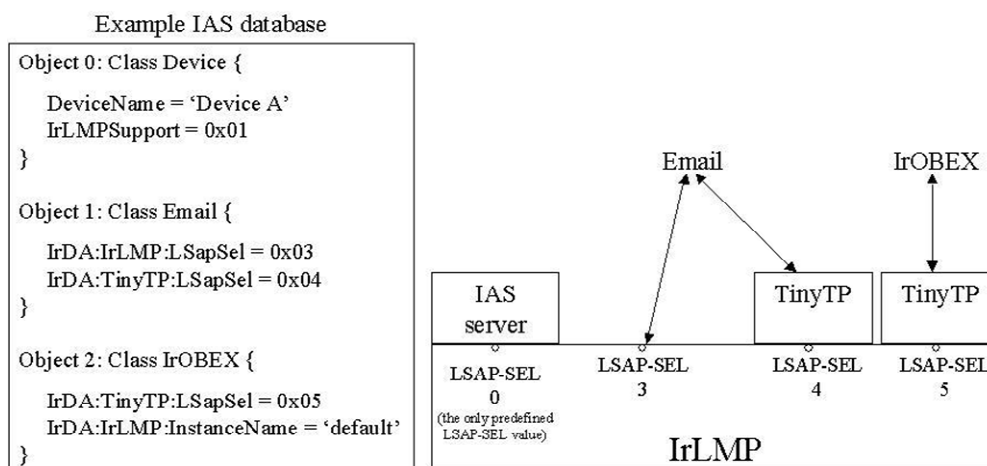 Example IAS database
Object 0: Class Device {
DeviceName = ‘Device A’
IrLMPSupport = 0x01
}
Object 1: Class Email {
IrDA:IrLMP:LSapSel = 0x03
IrDA:TinyTP:LSapSel = 0x04
}
Object 2: Class IrOBEX {
IrDA:TinyTP:LSapSel = 0x05
IrDA:IrLMP:InstanceName = ‘default’
}
Email
IrOBEX
IAS
server
TinyTP
TinyTP
LSAP-SEL
0
(the only predefined
LSAP-SEL value)
LSAP-SEL
3
LSAP-SEL
4
LSAP-SEL
5
IrLMP